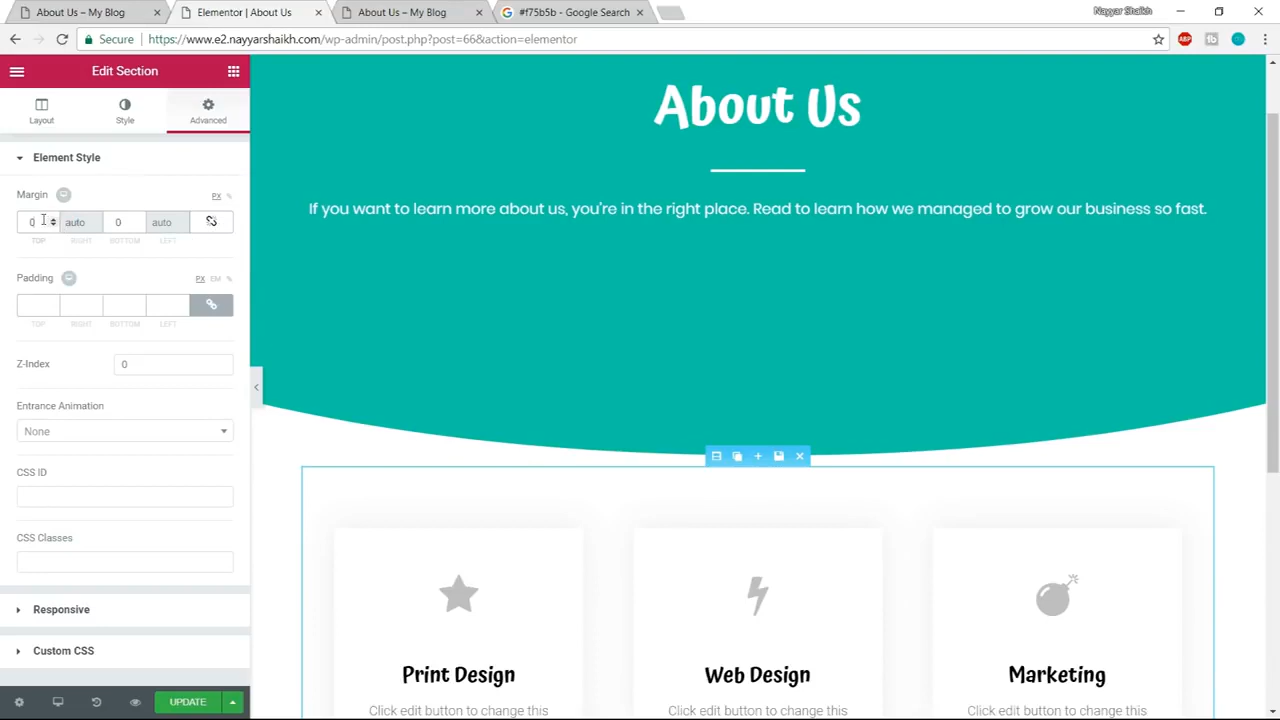 About Us – My Blog
Elementor | About Us
About Us – My Blog
#f75b5b - Google Search
Nayyar Shaikh
Secure
https://www.e2.nayyarshaikh.com/wp-admin/post.php?post=66&action=elementor
ABP
Edit Section
Layout
Style
Advanced
Element Style
Margin
PX %
0
auto
0
auto
TOP RIGHT BOTTOM LEFT
Padding
PX EM %
TOP RIGHT BOTTOM LEFT
Z-Index
0
Entrance Animation
None
CSS ID
CSS Classes
Responsive
Custom CSS
UPDATE
About Us
If you want to learn more about us, you're in the right place. Read to learn how we managed to grow our business so fast.
Print Design
Web Design
Marketing
Click edit button to change this
Click edit button to change this
Click edit button to change this